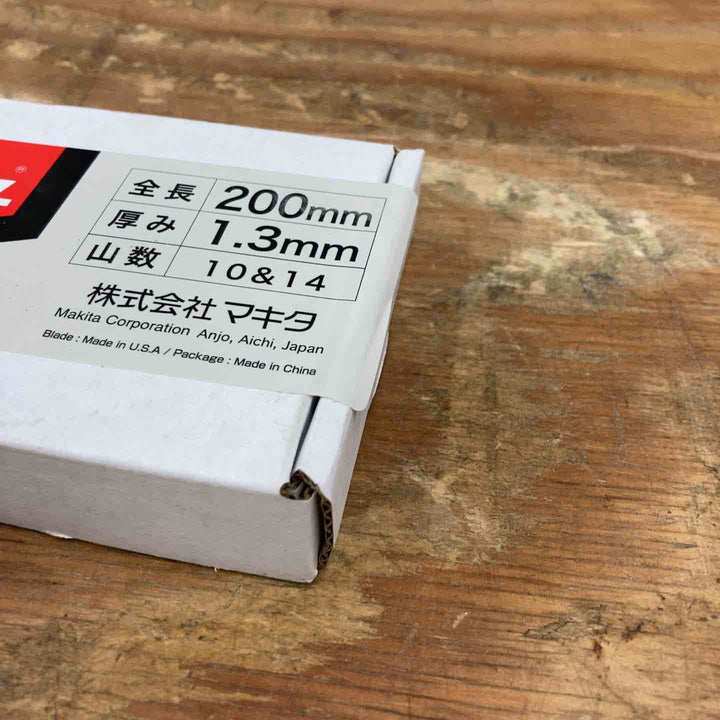 ®
全長 200mm
厚み 1.3mm
山数 10&14
株式会社 マキタ
Makita Corporation Anjo, Aichi, Japan
Blade : Made in U.S.A / Package : Made in China